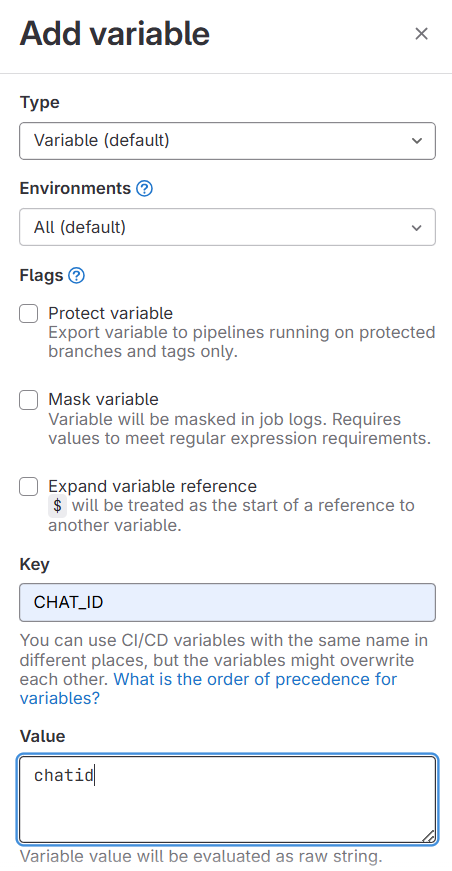 Add variable
Type
Variable (default)
Environments
All (default)
Flags
Protect variable
Export variable to pipelines running on protected
branches and tags only.
Mask variable
Variable will be masked in job logs. Requires
values to meet regular expression requirements.
Expand variable reference
$ will be treated as the start of a reference to
another variable.
Key
CHAT_ID
You can use CI/CD variables with the same name in
different places, but the variables might overwrite
each other. What is the order of precedence for
variables?
Value
chatid
Variable value will be evaluated as raw string.